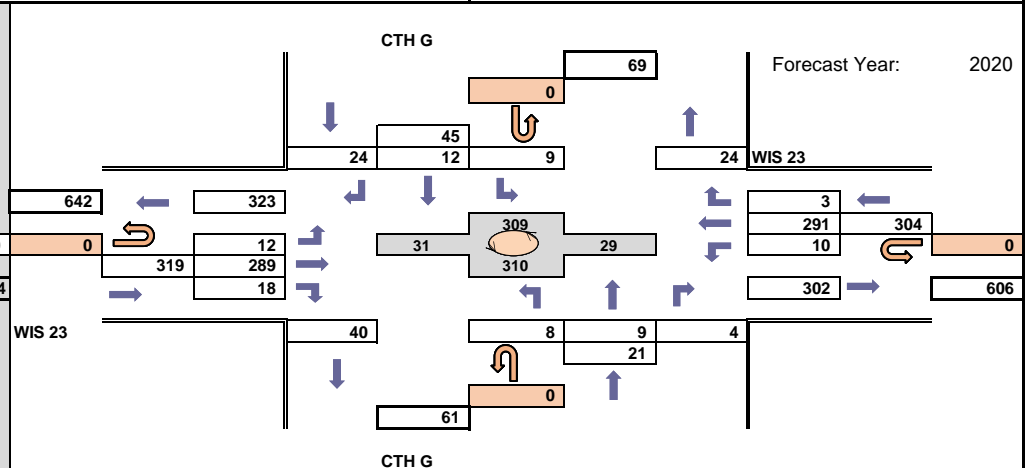 CTH G
69
Forecast Year: 2020
0
45
24 12 9 24 WIS 23
642 323 3
309 291 304
0 12 31 29 10 0
319 289 310
4 18 302 606
WIS 23 40 8 9 4
21
0
61
CTH G